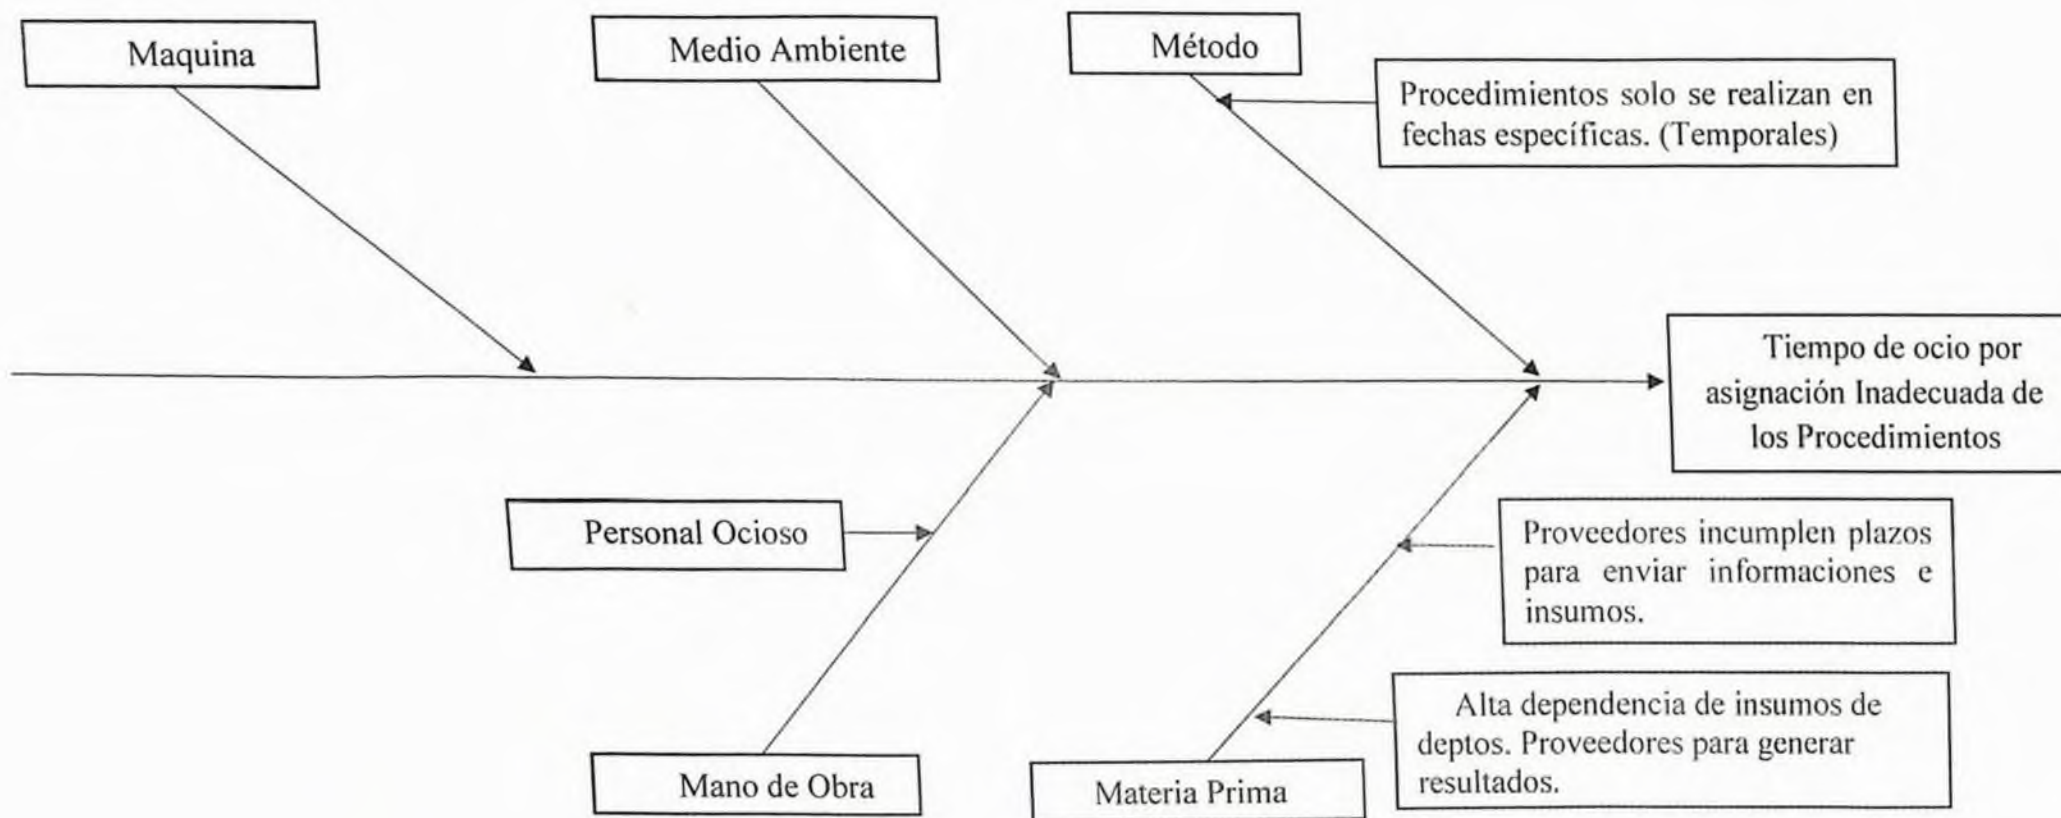 Maquina
Medio Ambiente
Método
Procedimientos solo se realizan en
fechas específicas. (Temporales)
Tiempo de ocio por
asignación Inadecuada de
los Procedimientos
Personal Ocioso
Proveedores incumplen plazos
para enviar informaciones e
insumos.
Alta dependencia de insumos de
deptos. Proveedores para generar
resultados.
Mano de Obra
Materia Prima